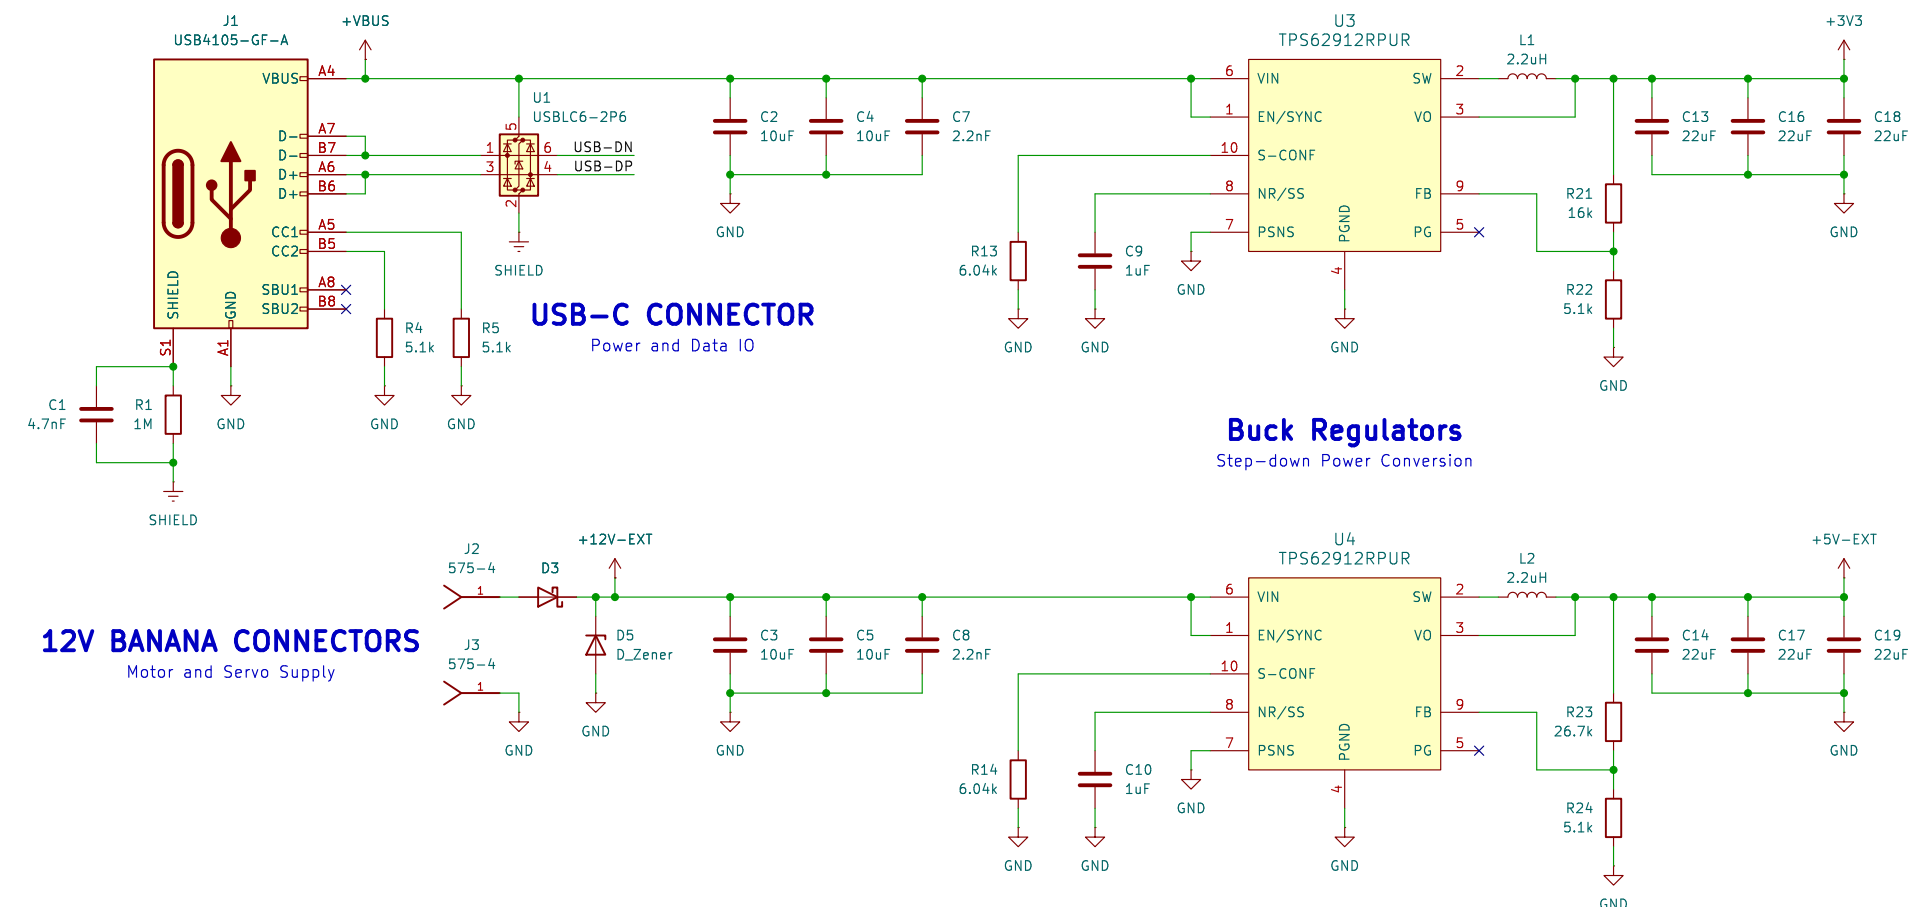 J1
USB4105-GF-A
VBUS A4
D- A7
D- B7
D+ A6
D+ B6
CC1 A5
CC2 B5
SBU1 A8
SBU2 B8
SHIELD
GND
S1
A1
+VBUS
U1
USBLC6-2P6
5
1
3
6
4
2
USB-DN
USB-DP
SHIELD
C1
4.7nF
R1
1M
SHIELD
GND
R4
5.1k
GND
R5
5.1k
GND
USB-C CONNECTOR
Power and Data IO
C2
10uF
C4
10uF
C7
2.2nF
GND
U3
TPS62912RPUR
6 VIN
1 EN/SYNC
10 S-CONF
8 NR/SS
7 PSNS
PGND
4
SW 2
VO 3
FB 9
PG 5
R13
6.04k
GND
C9
1uF
GND
GND
GND
L1
2.2uH
+3V3
R21
16k
R22
5.1k
GND
C13
22uF
C16
22uF
C18
22uF
GND
Buck Regulators
Step-down Power Conversion
12V BANANA CONNECTORS
Motor and Servo Supply
J2
575-4
1
J3
575-4
1
GND
D3
+12V-EXT
D5
D_Zener
GND
C3
10uF
C5
10uF
C8
2.2nF
GND
U4
TPS62912RPUR
6 VIN
1 EN/SYNC
10 S-CONF
8 NR/SS
7 PSNS
PGND
4
SW 2
VO 3
FB 9
PG 5
R14
6.04k
GND
C10
1uF
GND
GND
GND
L2
2.2uH
+5V-EXT
R23
26.7k
R24
5.1k
GND
C14
22uF
C17
22uF
C19
22uF
GND